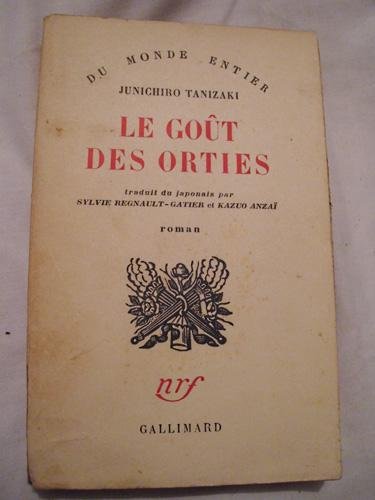 DU MONDE ENTIER
JUNICHIRO TANIZAKI
LE GOÛT
DES ORTIES
traduit du japonais par
SYLVIE REGNAULT-GATIER et KAZUO ANZAÏ
roman
nrf
GALLIMARD